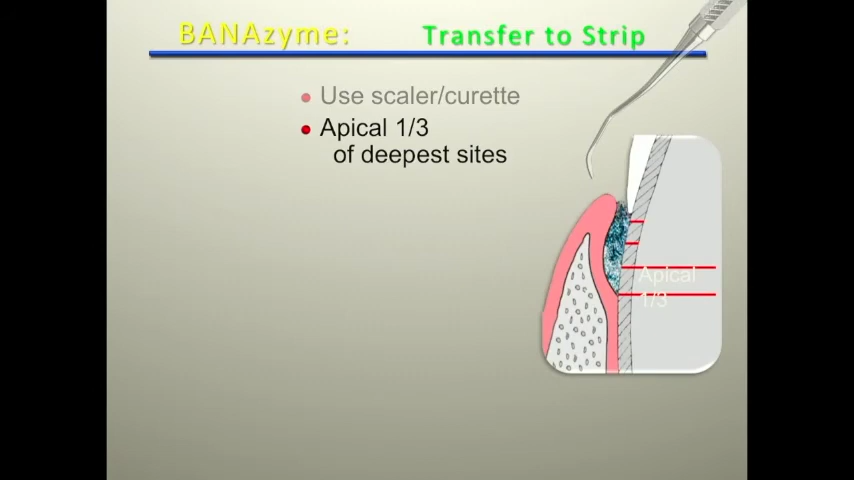 BANAzyme: Transfer to Strip
Use scaler/curette
Apical 1/3
of deepest sites
Apical
1/3